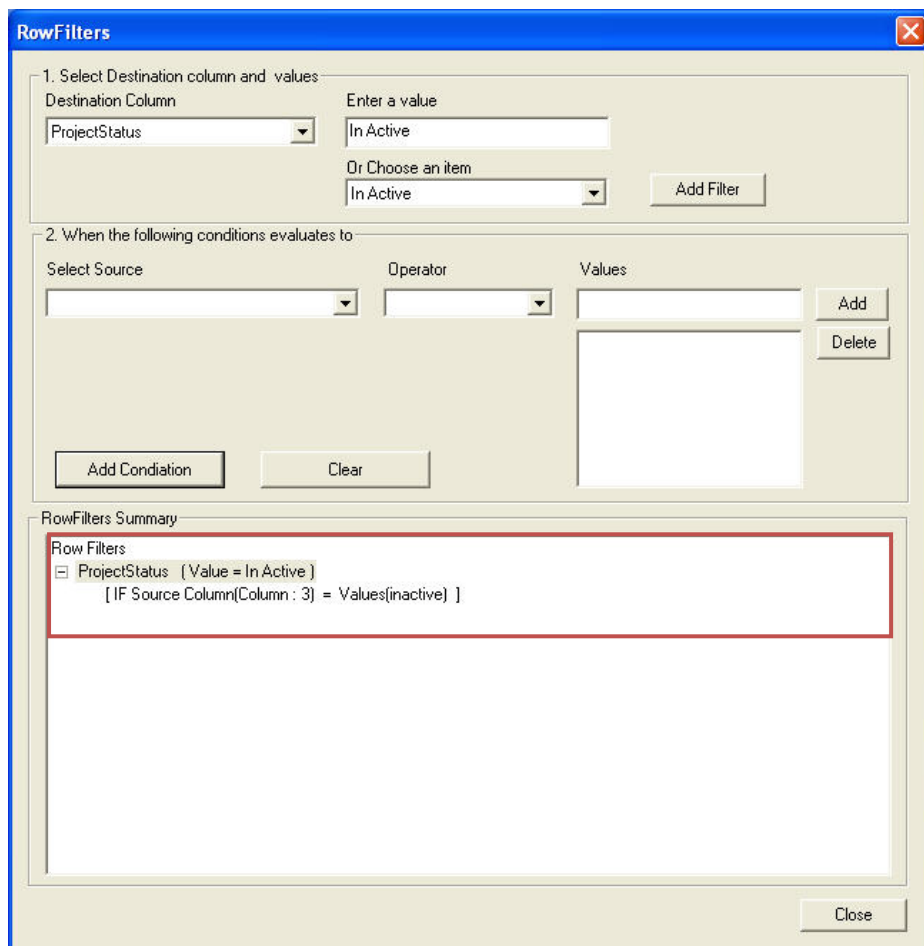 RowFilters
1. Select Destination column and values
Destination Column Enter a value
ProjectStatus In Active
Or Choose an item
In Active Add Filter
2. When the following conditions evaluates to
Select Source Operator Values
Add
Delete
Add Condiation Clear
RowFilters Summary
Row Filters
ProjectStatus ( Value = In Active )
[ IF Source Column(Column : 3) = Values(inactive) ]
Close